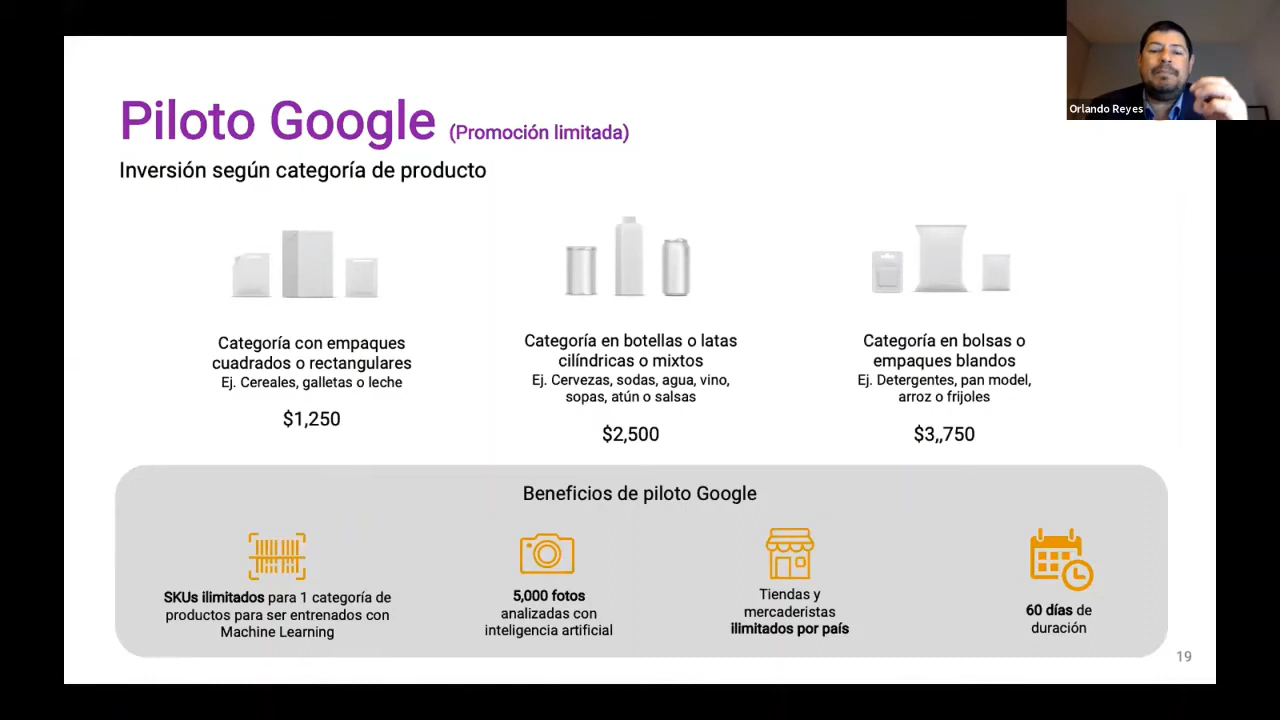 Orlando Reyes
Piloto Google (Promoción limitada)
Inversión según categoría de producto
Categoría con empaques
cuadrados o rectangulares
Ej. Cereales, galletas o leche
$1,250
Categoría en botellas o latas
cilíndricas o mixtos
Ej. Cervezas, sodas, agua, vino,
sopas, atún o salsas
$2,500
Categoría en bolsas o
empaques blandos
Ej. Detergentes, pan model,
arroz o frijoles
$3,,750
Beneficios de piloto Google
SKUs ilimitados para 1 categoría de
productos para ser entrenados con
Machine Learning
5,000 fotos
analizadas con
inteligencia artificial
Tiendas y
mercaderistas
ilimitados por país
60 días de
duración
19